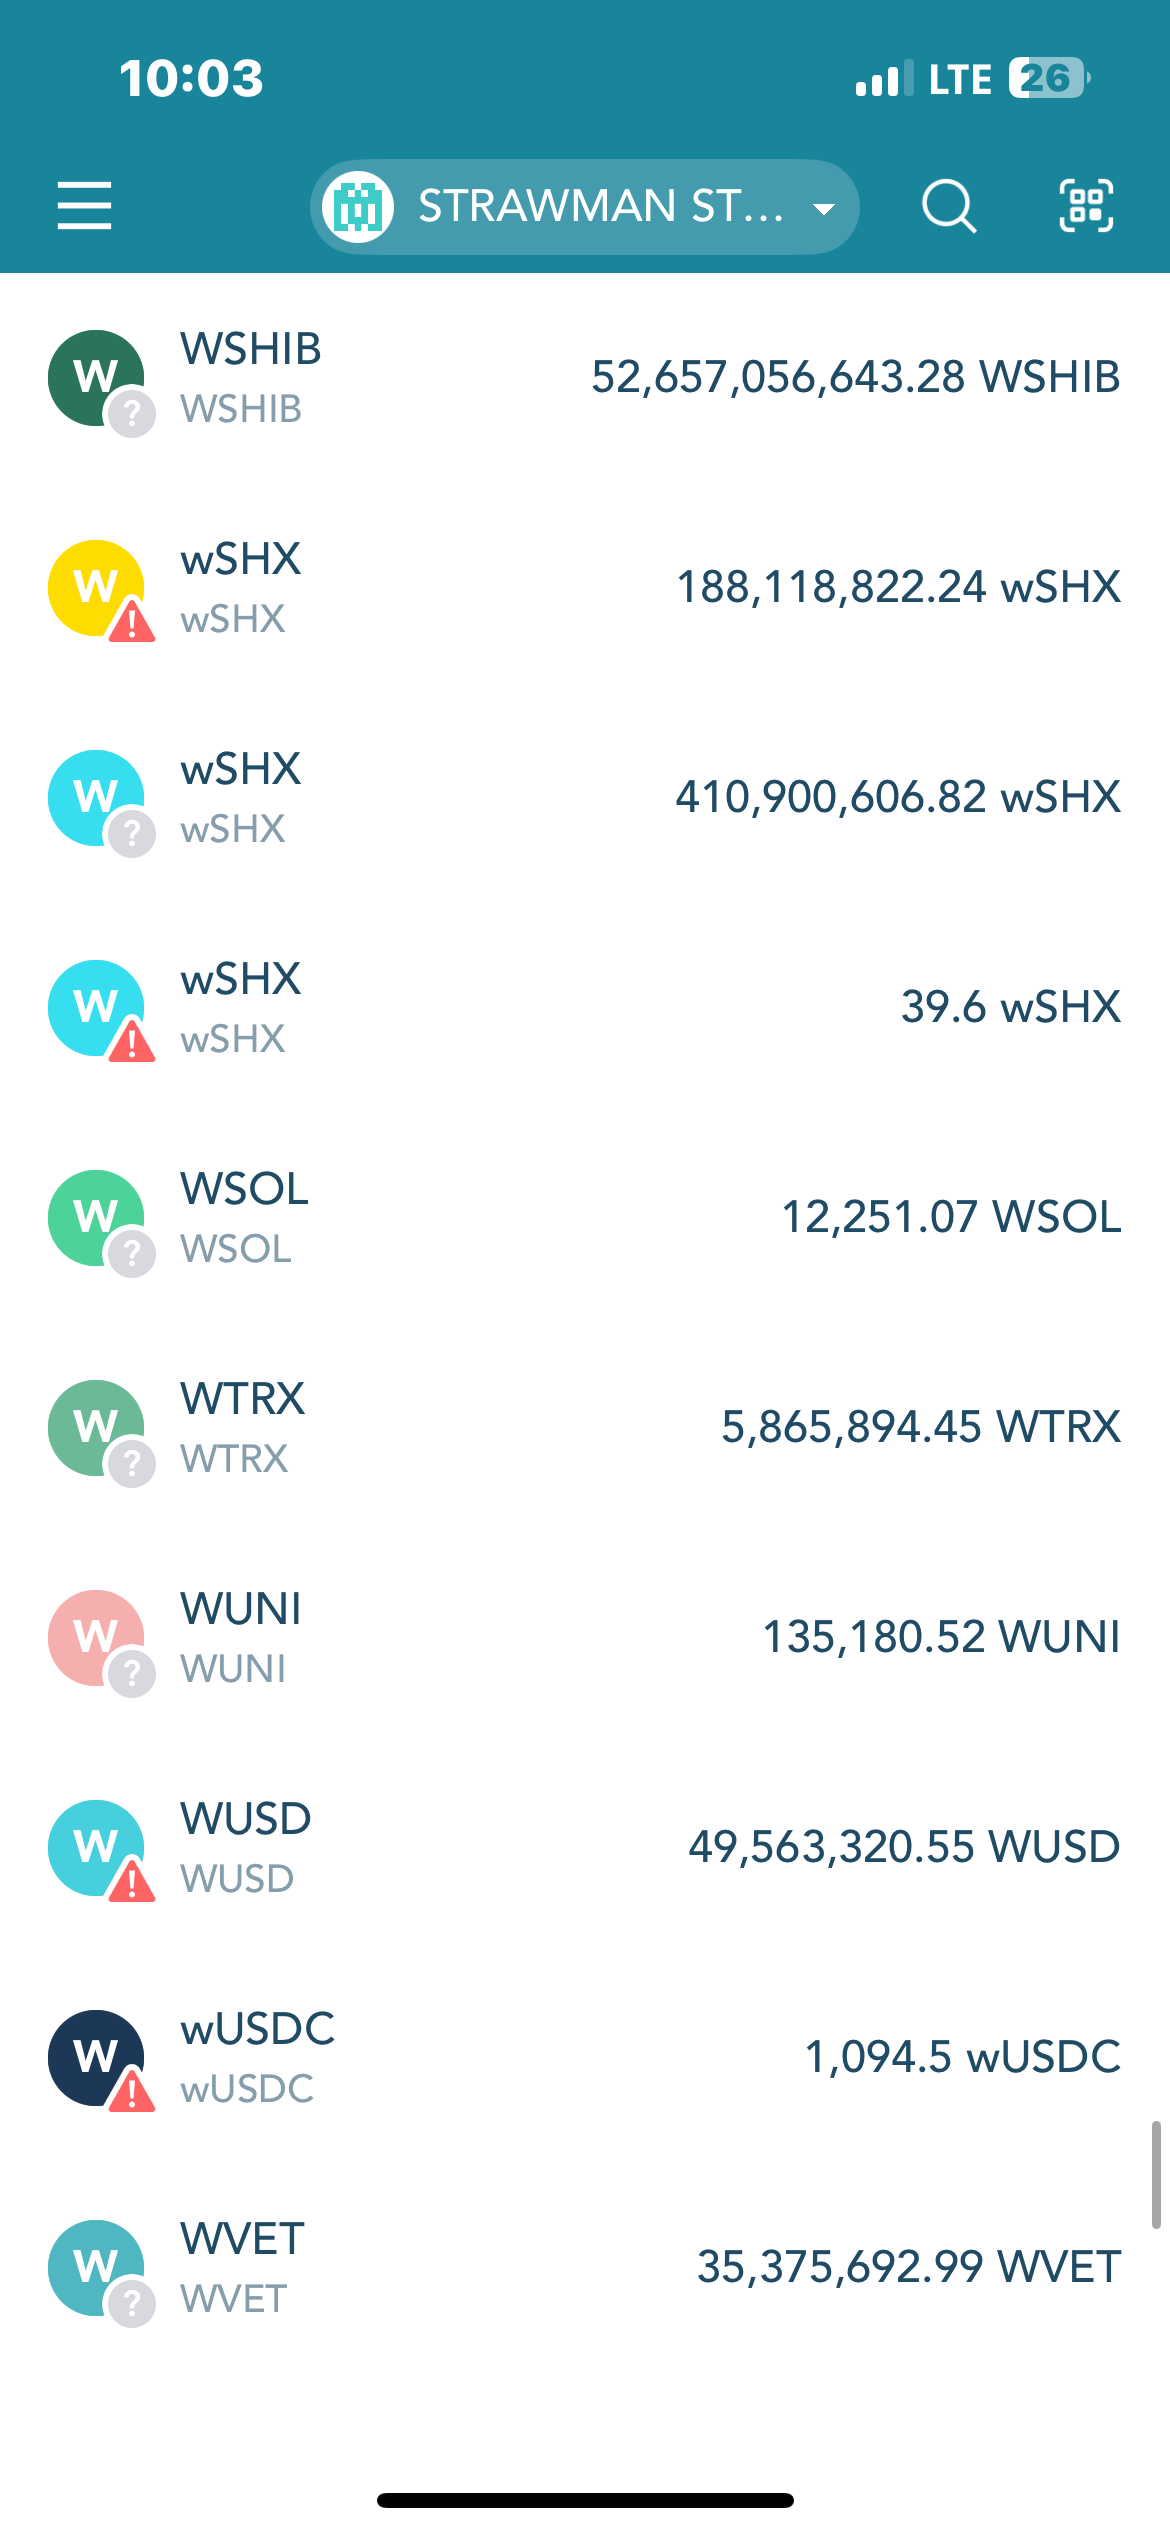 10:03
LTE 26
STRAWMAN ST...
W ?
WSHIB
WSHIB
52,657,056,643.28 WSHIB
W !
wSHX
wSHX
188,118,822.24 wSHX
W ?
wSHX
wSHX
410,900,606.82 wSHX
W !
wSHX
wSHX
39.6 wSHX
W ?
WSOL
WSOL
12,251.07 WSOL
W ?
WTRX
WTRX
5,865,894.45 WTRX
W ?
WUNI
WUNI
135,180.52 WUNI
W !
WUSD
WUSD
49,563,320.55 WUSD
W !
wUSDC
wUSDC
1,094.5 wUSDC
W ?
WVET
WVET
35,375,692.99 WVET